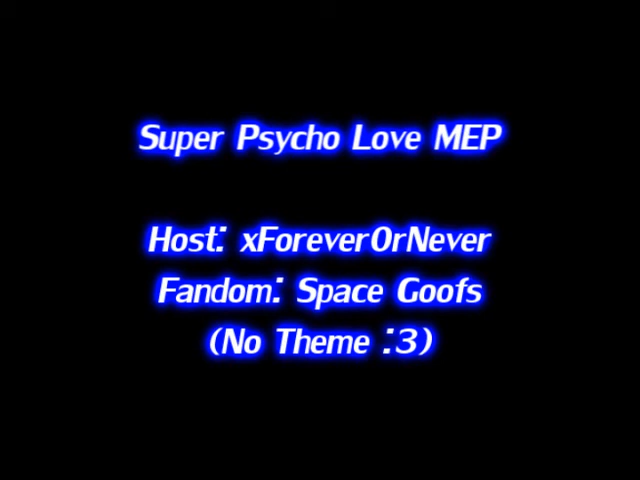 Super Psycho Love MEP
Host: xForeverOrNever
Fandom: Space Goofs
(No Theme :3)